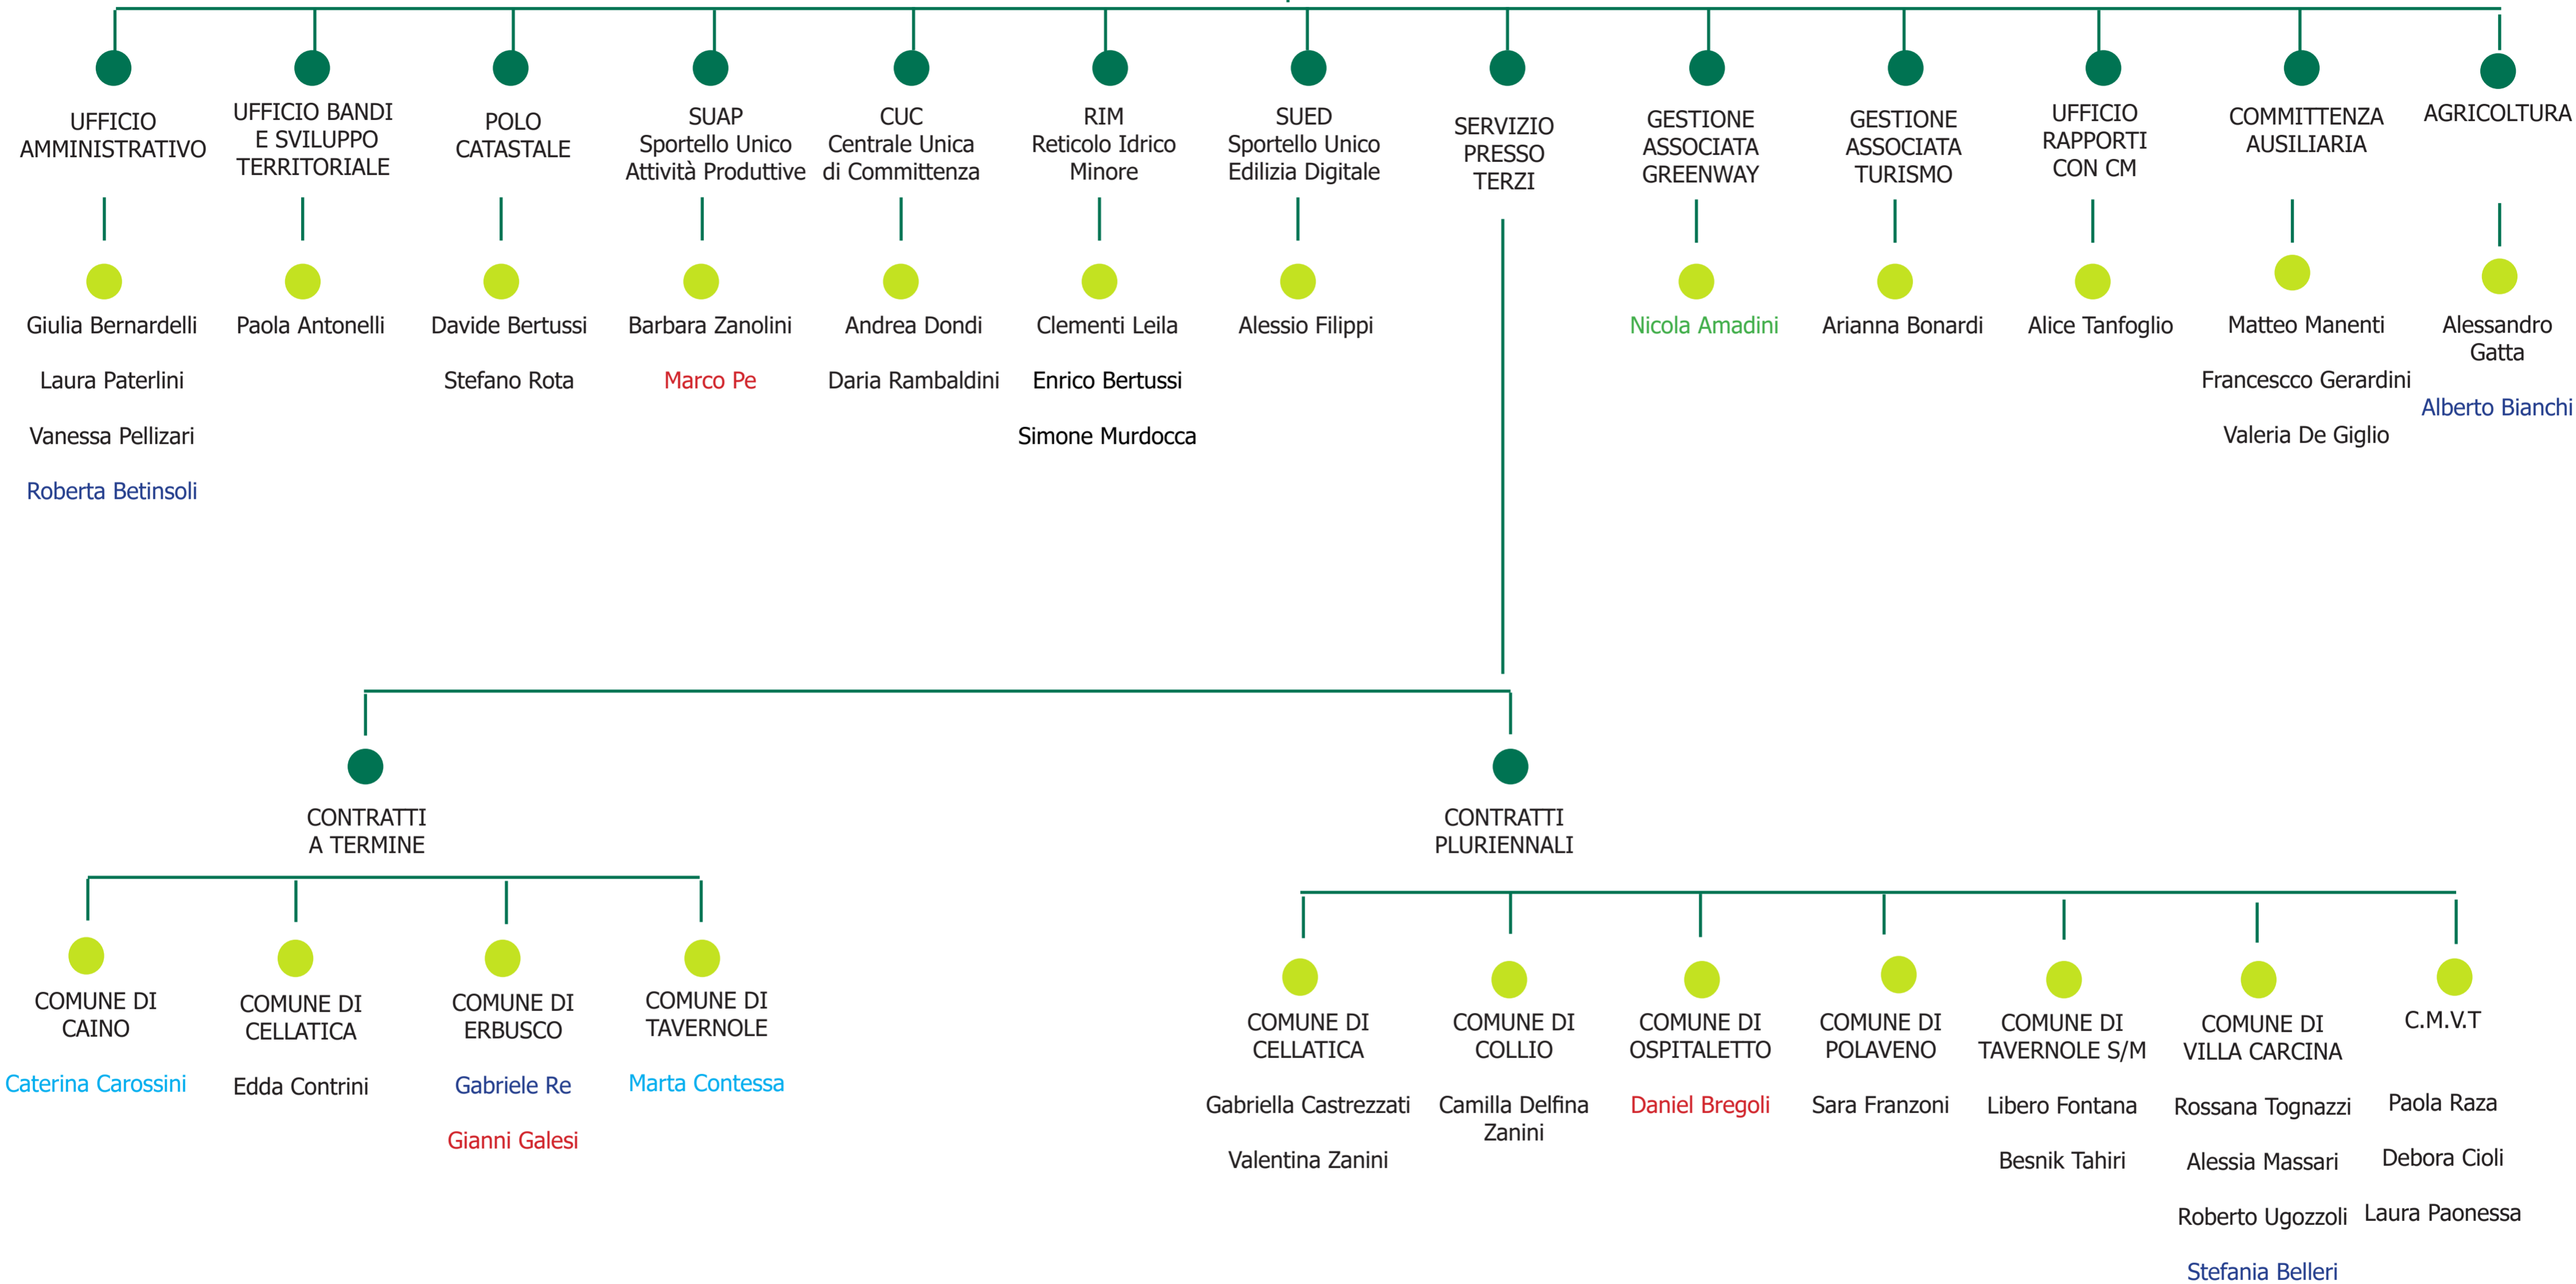 UFFICIO
AMMINISTRATIVO
Giulia Bernardelli
Laura Paterlini
Vanessa Pellizari
Roberta Betinsoli
UFFICIO BANDI
E SVILUPPO
TERRITORIALE
Paola Antonelli
POLO
CATASTALE
Davide Bertussi
Stefano Rota
SUAP
Sportello Unico
Attività Produttive
Barbara Zanolini
Marco Pe
CUC
Centrale Unica
di Committenza
Andrea Dondi
Daria Rambaldini
RIM
Reticolo Idrico
Minore
Clementi Leila
Enrico Bertussi
Simone Murdocca
SUED
Sportello Unico
Edilizia Digitale
Alessio Filippi
SERVIZIO
PRESSO
TERZI
GESTIONE
ASSOCIATA
GREENWAY
Nicola Amadini
GESTIONE
ASSOCIATA
TURISMO
Arianna Bonardi
UFFICIO
RAPPORTI
CON CM
Alice Tanfoglio
COMMITTENZA
AUSILIARIA
Matteo Manenti
Francescco Gerardini
Valeria De Giglio
AGRICOLTURA
Alessandro
Gatta
Alberto Bianchi
CONTRATTI
A TERMINE
COMUNE DI
CAINO
Caterina Carossini
COMUNE DI
CELLATICA
Edda Contrini
COMUNE DI
ERBUSCO
Gabriele Re
Gianni Galesi
COMUNE DI
TAVERNOLE
Marta Contessa
CONTRATTI
PLURIENNALI
COMUNE DI
CELLATICA
Gabriella Castrezzati
Valentina Zanini
COMUNE DI
COLLIO
Camilla Delfina
Zanini
COMUNE DI
OSPITALETTO
Daniel Bregoli
COMUNE DI
POLAVENO
Sara Franzoni
COMUNE DI
TAVERNOLE S/M
Libero Fontana
Besnik Tahiri
COMUNE DI
VILLA CARCINA
Rossana Tognazzi
Alessia Massari
Roberto Ugozzoli
Stefania Belleri
C.M.V.T
Paola Raza
Debora Cioli
Laura Paonessa